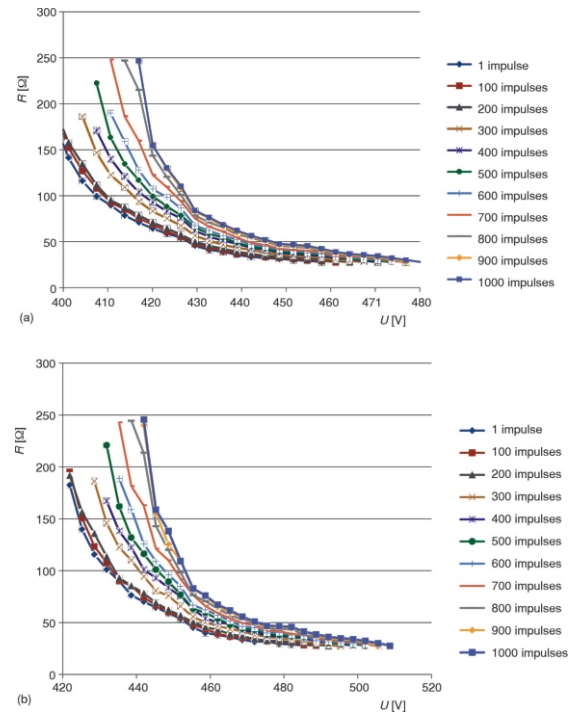 300
250
200
150
100
50
0
R [Ω]
400 410 420 430 440 450 460 471 480
U [V]
(a)
1 impulse
100 impulses
200 impulses
300 impulses
400 impulses
500 impulses
600 impulses
700 impulses
800 impulses
900 impulses
1000 impulses
300
250
200
150
100
50
0
R [Ω]
420 440 460 480 500 520
U [V]
(b)
1 impulse
100 impulses
200 impulses
300 impulses
400 impulses
500 impulses
600 impulses
700 impulses
800 impulses
900 impulses
1000 impulses